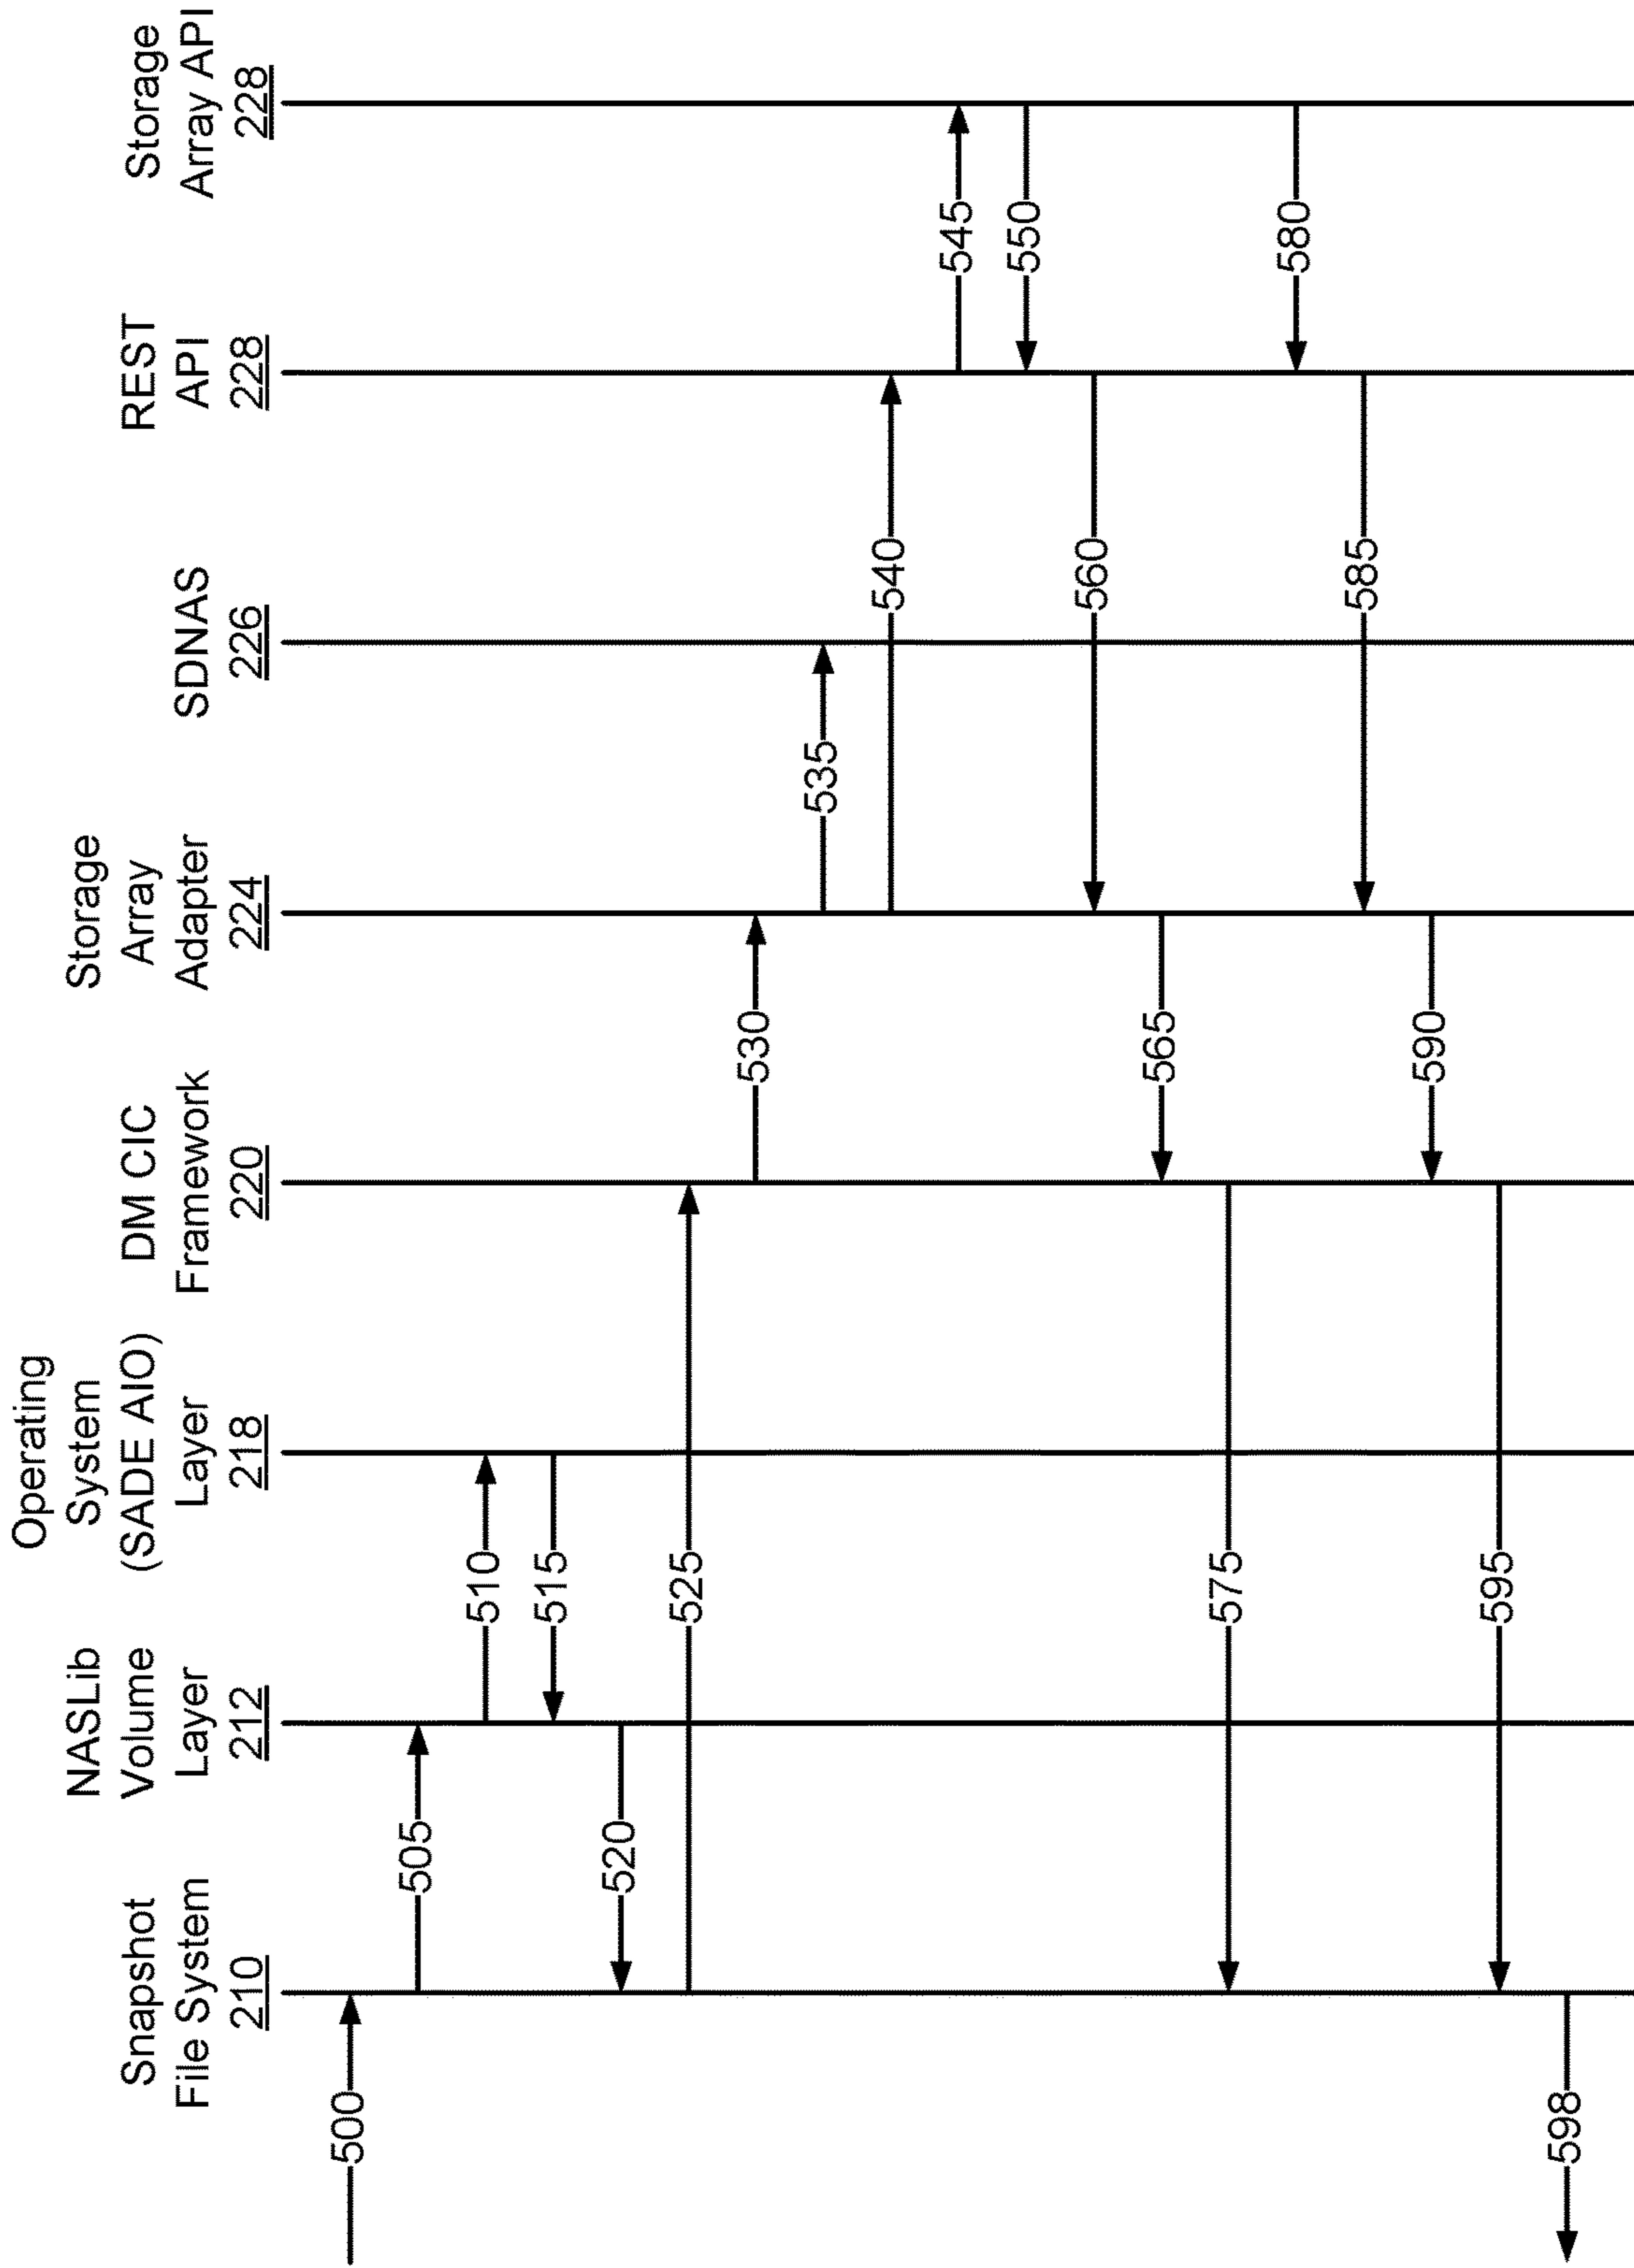 Snapshot
File System
210
NASLib
Volume
Layer
212
Operating
System
(SADE AIO)
Layer
218
DM CIC
Framework
220
Storage
Array
Adapter
224
SDNAS
226
REST
API
228
Storage
Array API
228
500
505
510
515
520
525
530
535
540
545
550
560
565
575
580
585
590
595
598